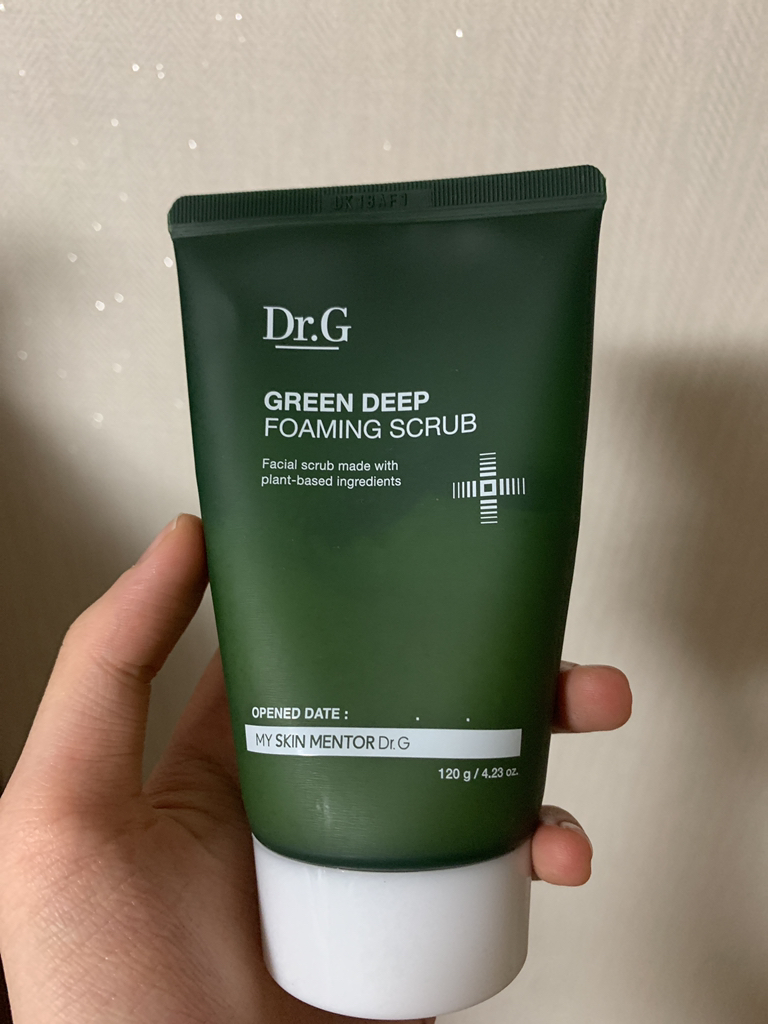 Dr.G
GREEN DEEP
FOAMING SCRUB
Facial scrub made with
plant-based ingredients
OPENED DATE : . .
MY SKIN MENTOR Dr.G
120 g / 4.23 oz.